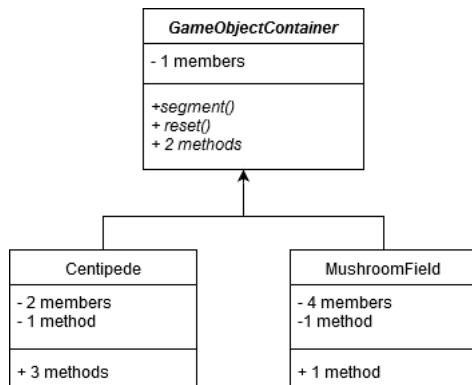 GameObjectContainer
- 1 members
+segment()
+ reset()
+ 2 methods
Centipede
- 2 members
- 1 method
+ 3 methods
MushroomField
- 4 members
-1 method
+ 1 method